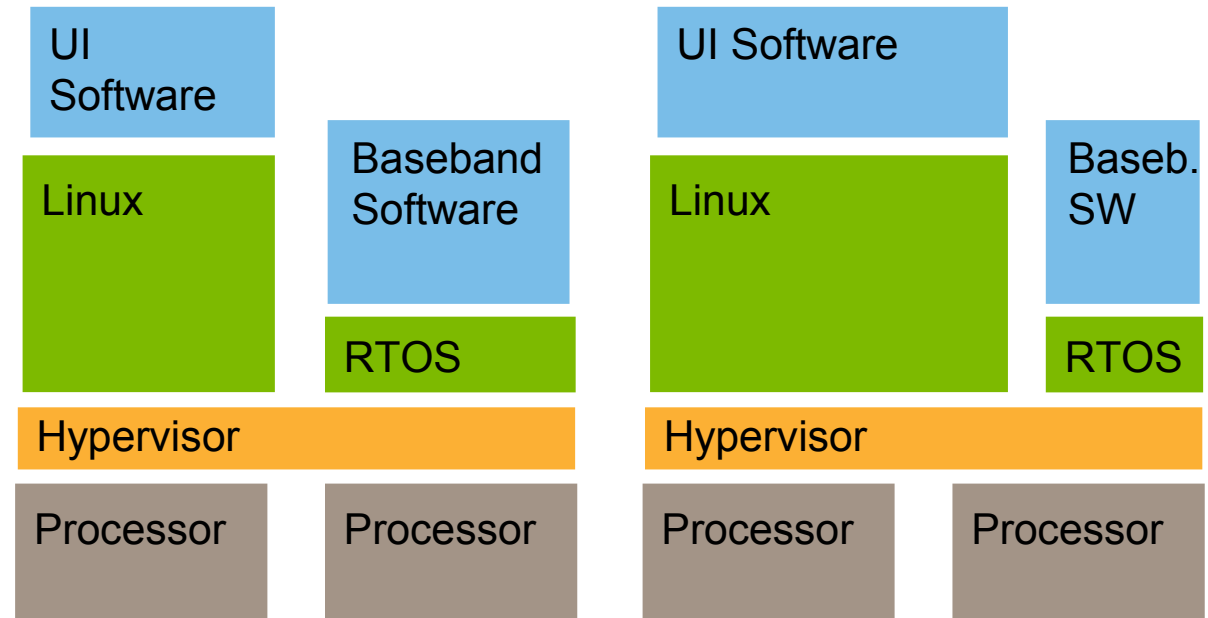 UI
Software
Baseband
Software
Linux
RTOS
Hypervisor
Processor
Processor
UI Software
Baseb.
SW
Linux
RTOS
Hypervisor
Processor
Processor